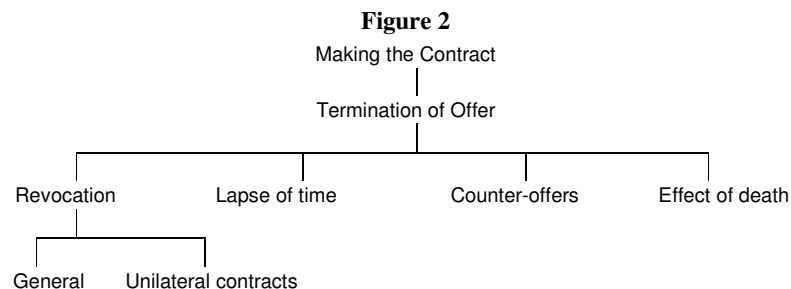 Figure 2
Making the Contract
Termination of Offer
Revocation Lapse of time Counter-offers Effect of death
General Unilateral contracts